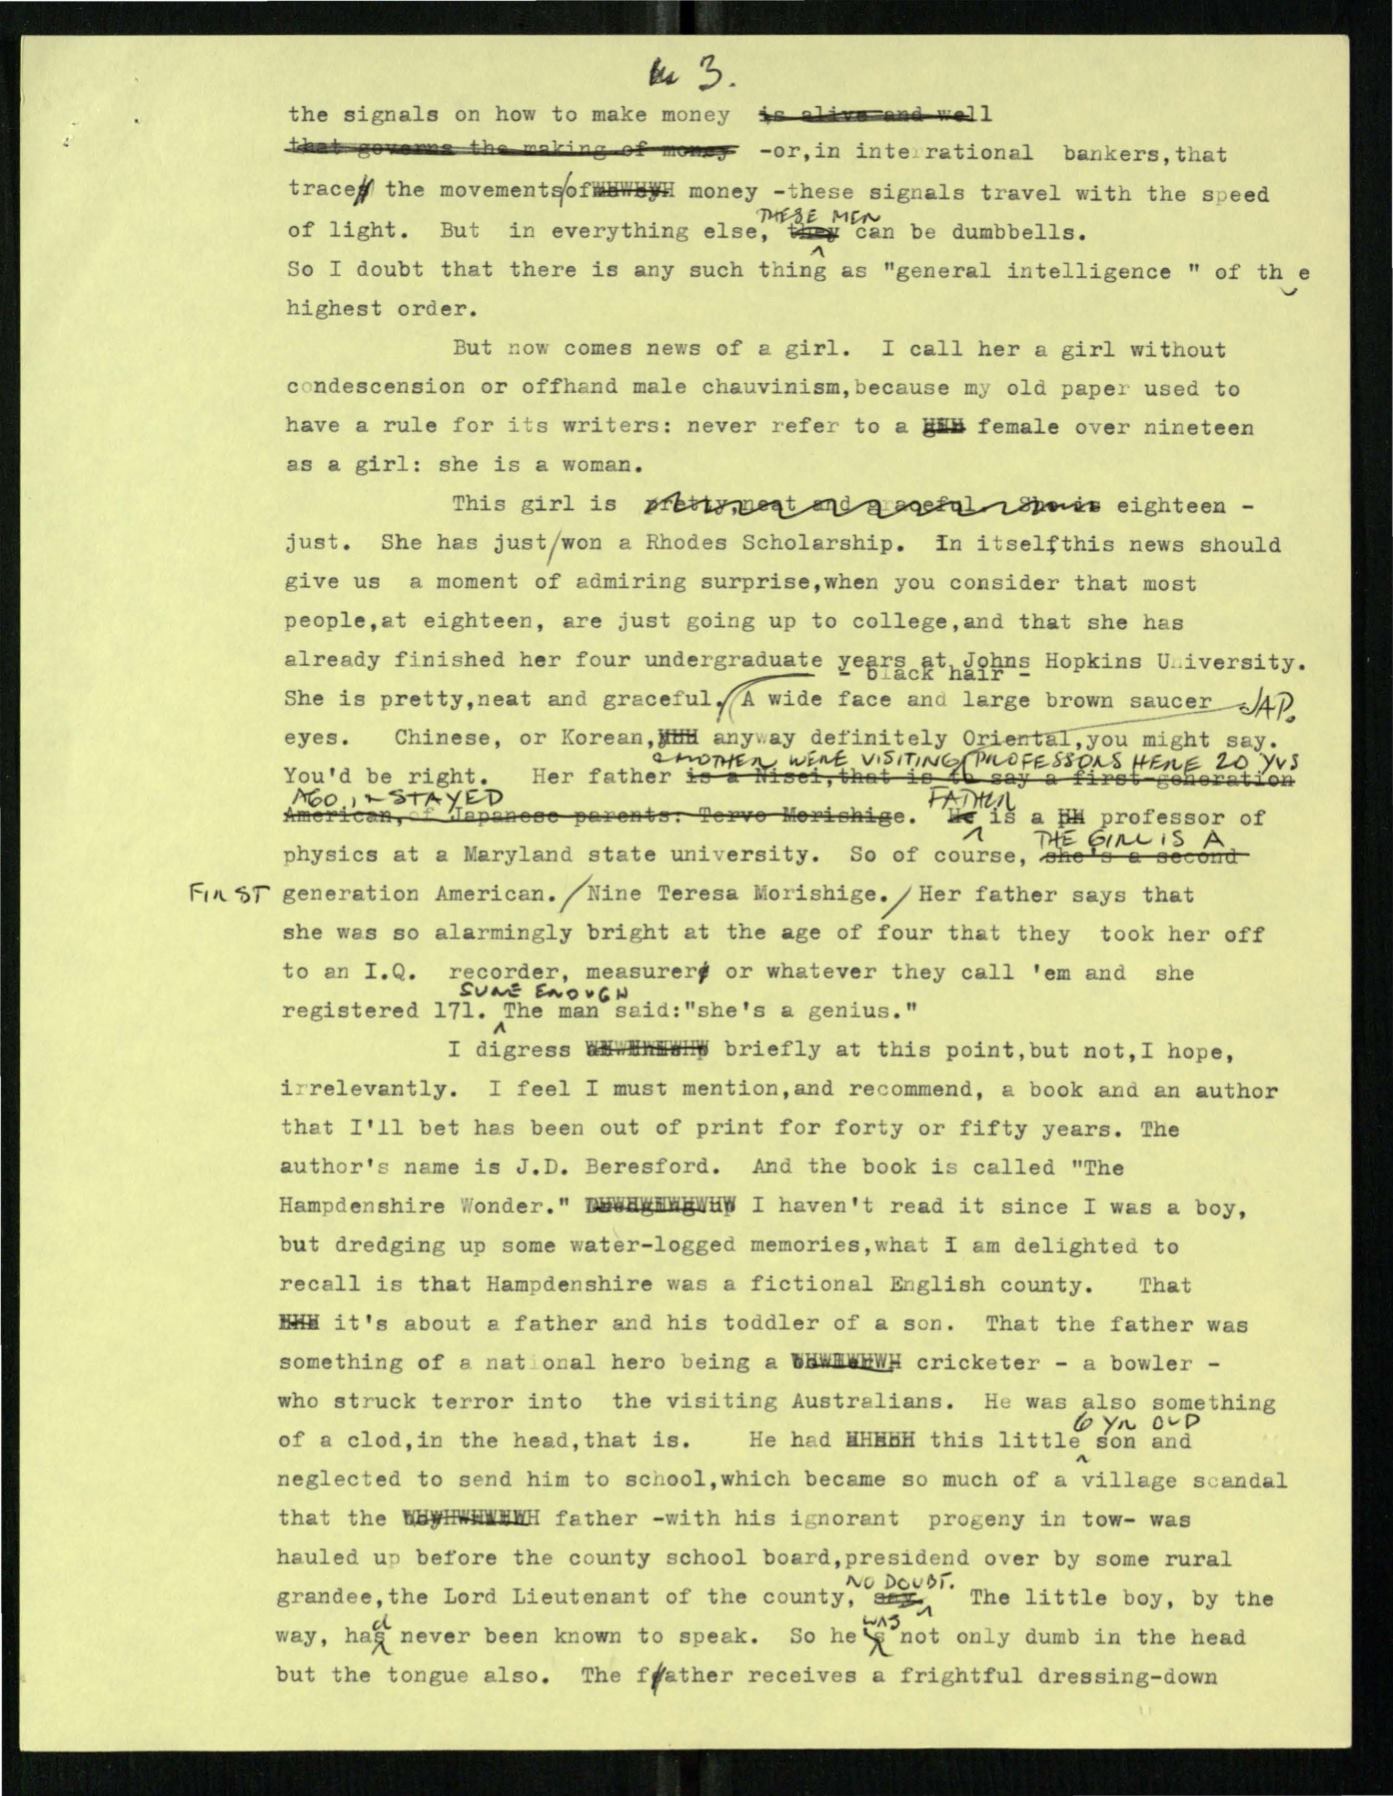 3.
the signals on how to make money is alive and well
that governs the making of money -or,in inte rational bankers,that
trace the movements/of money -these signals travel with the speed
THESE MEN
of light. But in everything else, they can be dumbbells.
So I doubt that there is any such thing as "general intelligence " of th e
highest order.
But now comes news of a girl. I call her a girl without
condescension or offhand male chauvinism,because my old paper used to
have a rule for its writers: never refer to a female over nineteen
as a girl: she is a woman.
This girl is pretty,neat and graceful. She is eighteen -
just. She has just/won a Rhodes Scholarship. In itself,this news should
give us a moment of admiring surprise,when you consider that most
people,at eighteen, are just going up to college,and that she has
already finished her four undergraduate years at Johns Hopkins University.
- black hair -
She is pretty,neat and graceful. A wide face and large brown saucer JAP.
eyes. Chinese, or Korean, anyway definitely Oriental,you might say.
& MOTHER WERE VISITING PROFESSORS HERE 20 YRS
You'd be right. Her father is a Nisei,that is to say a first-generation
AGO, & STAYED FATHER
American, of Japanese parents: Tervo Morishige. He is a professor of
THE GIRL IS A
physics at a Maryland state university. So of course, she's a second
FIRST generation American./Nine Teresa Morishige./Her father says that
she was so alarmingly bright at the age of four that they took her off
to an I.Q. recorder, measurer or whatever they call 'em and she
SURE ENOUGH
registered 171. The man said:"she's a genius."
I digress briefly at this point,but not,I hope,
irrelevantly. I feel I must mention,and recommend, a book and an author
that I'll bet has been out of print for forty or fifty years. The
author's name is J.D. Beresford. And the book is called "The
Hampdenshire Wonder." I haven't read it since I was a boy,
but dredging up some water-logged memories,what I am delighted to
recall is that Hampdenshire was a fictional English county. That
it's about a father and his toddler of a son. That the father was
something of a national hero being a cricketer - a bowler -
who struck terror into the visiting Australians. He was also something
6 YR OLD
of a clod,in the head,that is. He had this little son and
neglected to send him to school,which became so much of a village scandal
that the father -with his ignorant progeny in tow- was
hauled up before the county school board,presidend over by some rural
NO DOUBT.
grandee,the Lord Lieutenant of the county, say. The little boy, by the
d WAS
way, has never been known to speak. So he 's not only dumb in the head
but the tongue also. The father receives a frightful dressing-down